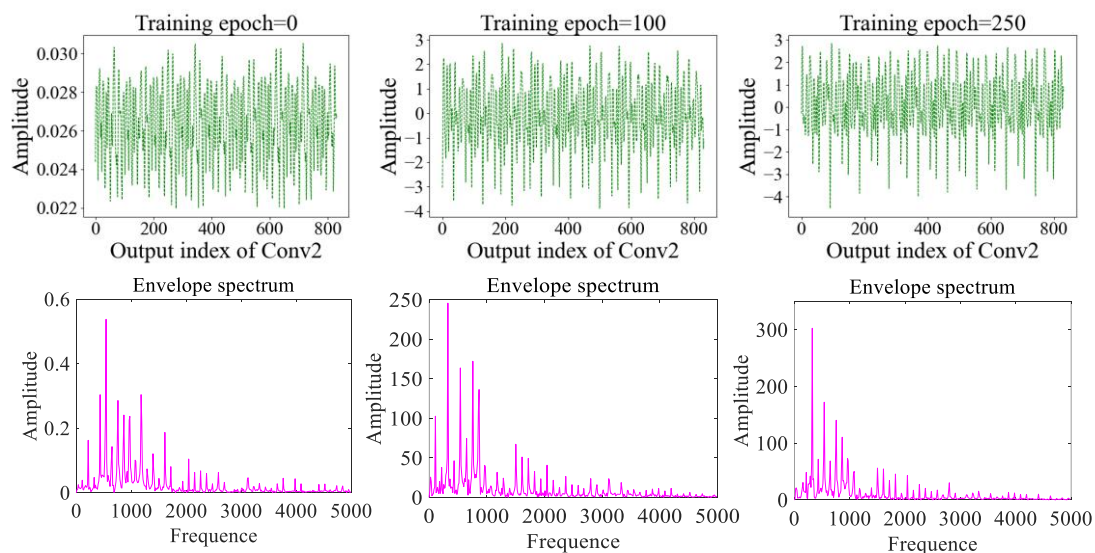 Training epoch=0
0.030
0.028
0.026
0.024
0.022
Amplitude
0 200 400 600 800
Output index of Conv2
Training epoch=100
3
2
1
0
−1
−2
−3
−4
Amplitude
0 200 400 600 800
Output index of Conv2
Training epoch=250
3
2
1
0
−1
−2
−3
−4
Amplitude
0 200 400 600 800
Output index of Conv2
Envelope spectrum
0.6
0.4
0.2
0
Amplitude
0 1000 2000 3000 4000 5000
Frequence
Envelope spectrum
250
200
150
100
50
0
Amplitude
0 1000 2000 3000 4000 5000
Frequence
Envelope spectrum
300
200
100
0
Amplitude
0 1000 2000 3000 4000 5000
Frequence